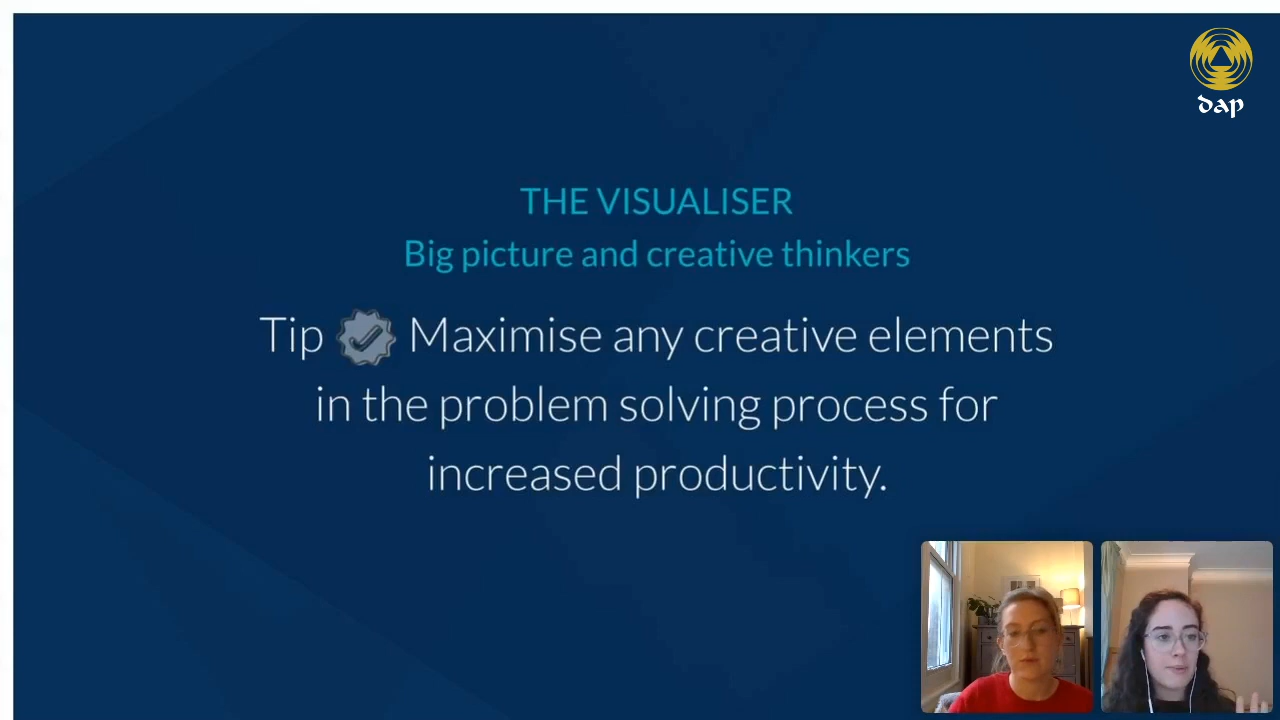 dap
THE VISUALISER
Big picture and creative thinkers
Tip Maximise any creative elements
in the problem solving process for
increased productivity.